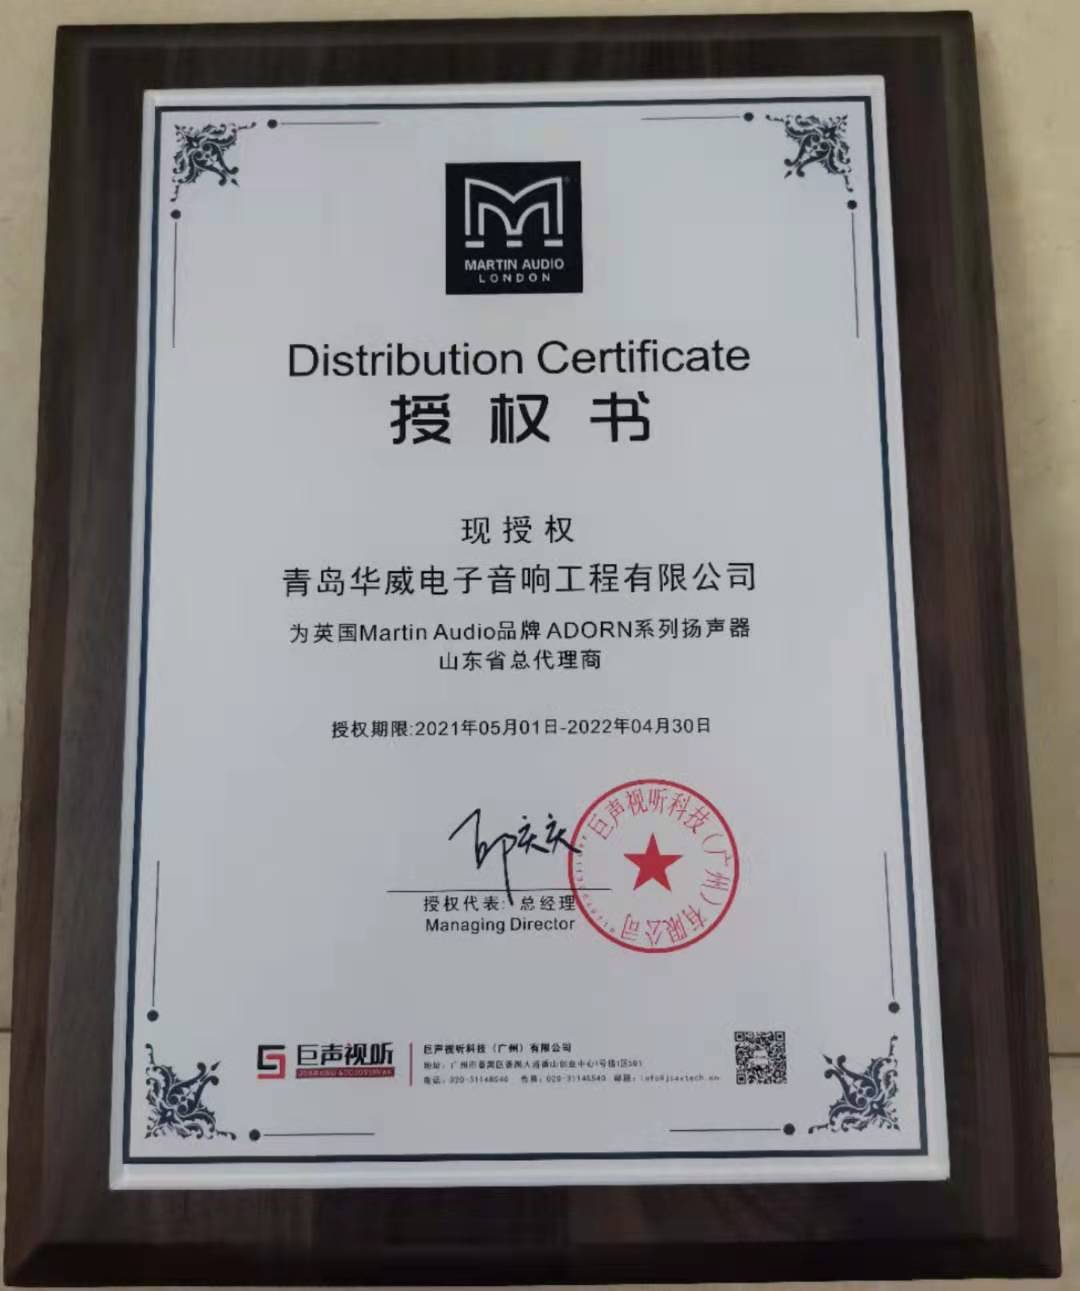 MARTIN AUDIO
LONDON
Distribution Certificate
授权书
现授权
青岛华威电子音响工程有限公司
为英国Martin Audio品牌 ADORN系列扬声器
山东省总代理商
授权期限:2021年05月01日-2022年04月30日
巨声视听科技(广州)有限公司
授权代表: 总经理
Managing Director
巨声视听
巨声视听科技(广州)有限公司
电话: 020-31148540